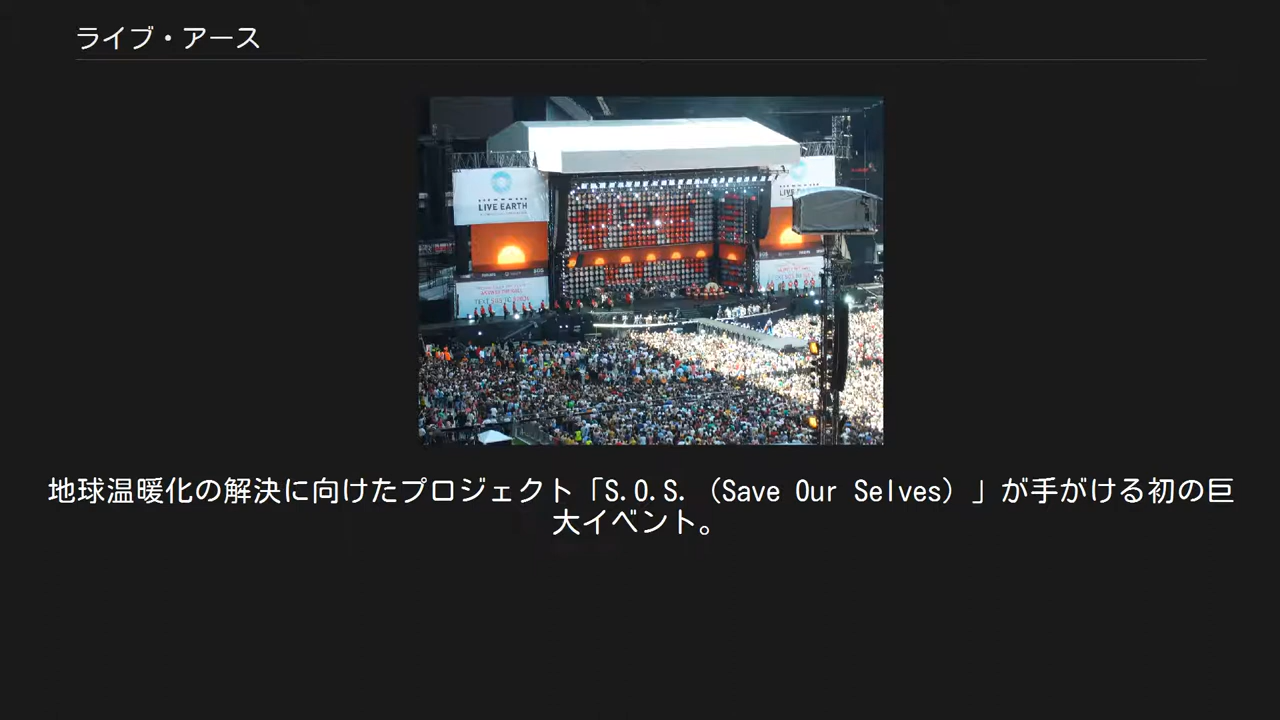 ライブ・アース
LIVE EARTH
LIVE
地球温暖化の解決に向けたプロジェクト「S.O.S.（Save Our Selves）」が手がける初の巨
大イベント。